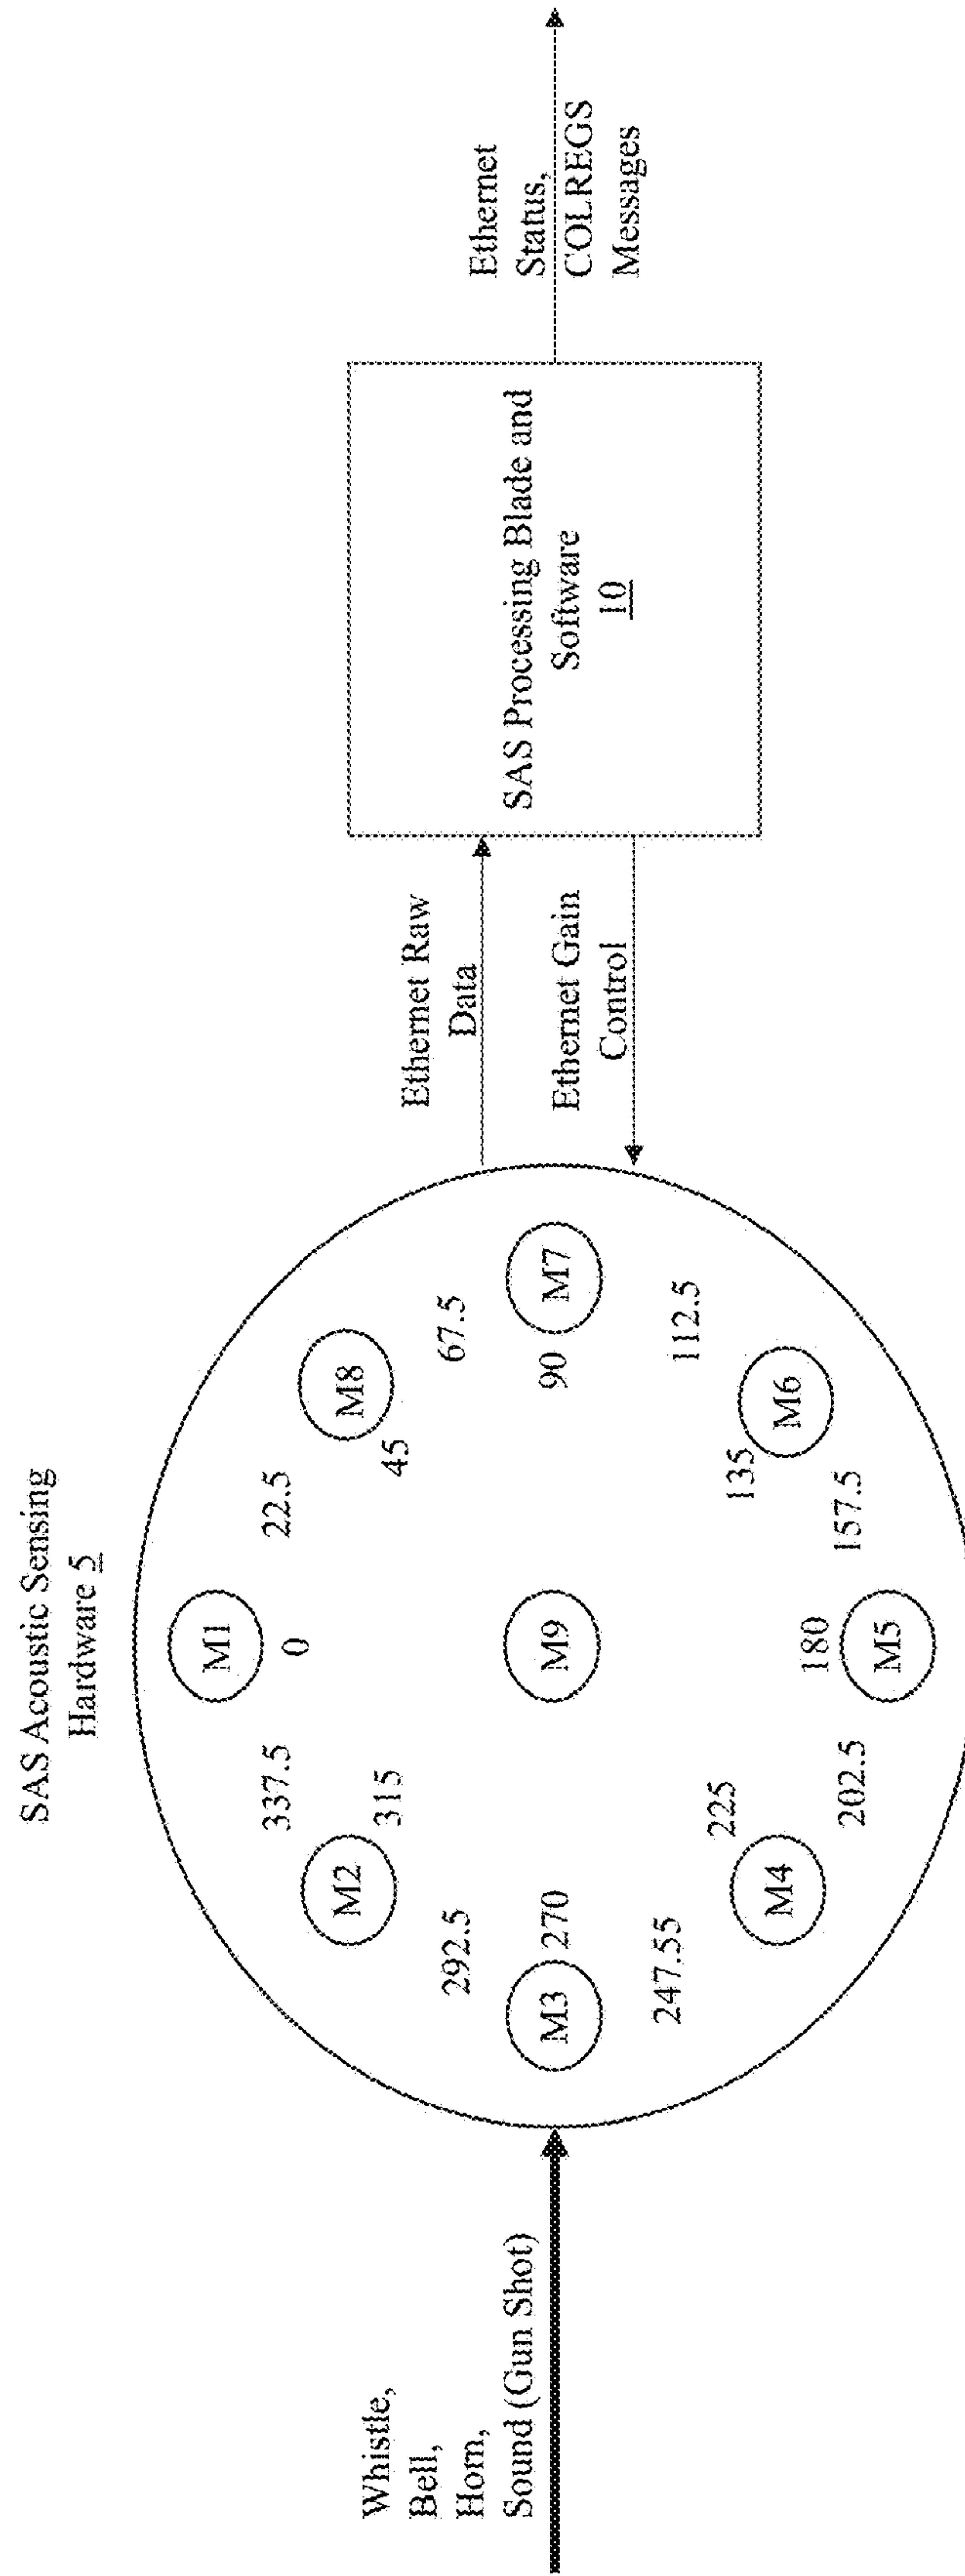 SAS Acoustic Sensing
Hardware 5
Whistle,
Bell,
Horn,
Sound (Gun Shot)
M1
0
337.5
22.5
M2
315
M8
45
292.5
67.5
M3
270
M9
90
M7
247.55
112.5
225
M4
135
M6
202.5
180
157.5
M5
Ethernet Raw
Data
Ethernet Gain
Control
SAS Processing Blade and
Software
10
Ethernet
Status,
COLREGS
Messages